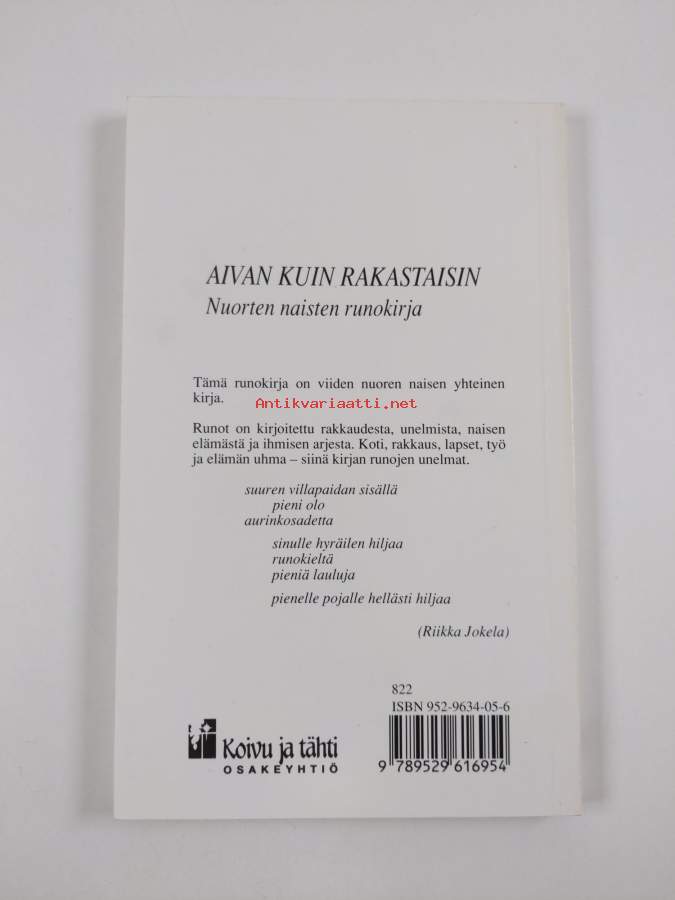 AIVAN KUIN RAKASTAISIN
Nuorten naisten runokirja
Tämä runokirja on viiden nuoren naisen yhteinen
kirja.
Antikvariaatti.net
Runot on kirjoitettu rakkaudesta, unelmista, naisen
elämästä ja ihmisen arjesta. Koti, rakkaus, lapset, työ
ja elämän uhma – siinä kirjan runojen unelmat.
suuren villapaidan sisällä
pieni olo
aurinkosadetta
sinulle hyräilen hiljaa
runokieltä
pieniä lauluja
pienelle pojalle hellästi hiljaa
(Riikka Jokela)
822
ISBN 952-9634-05-6
Koivu ja tähti
OSAKEYHTIÖ
9 789529 616954